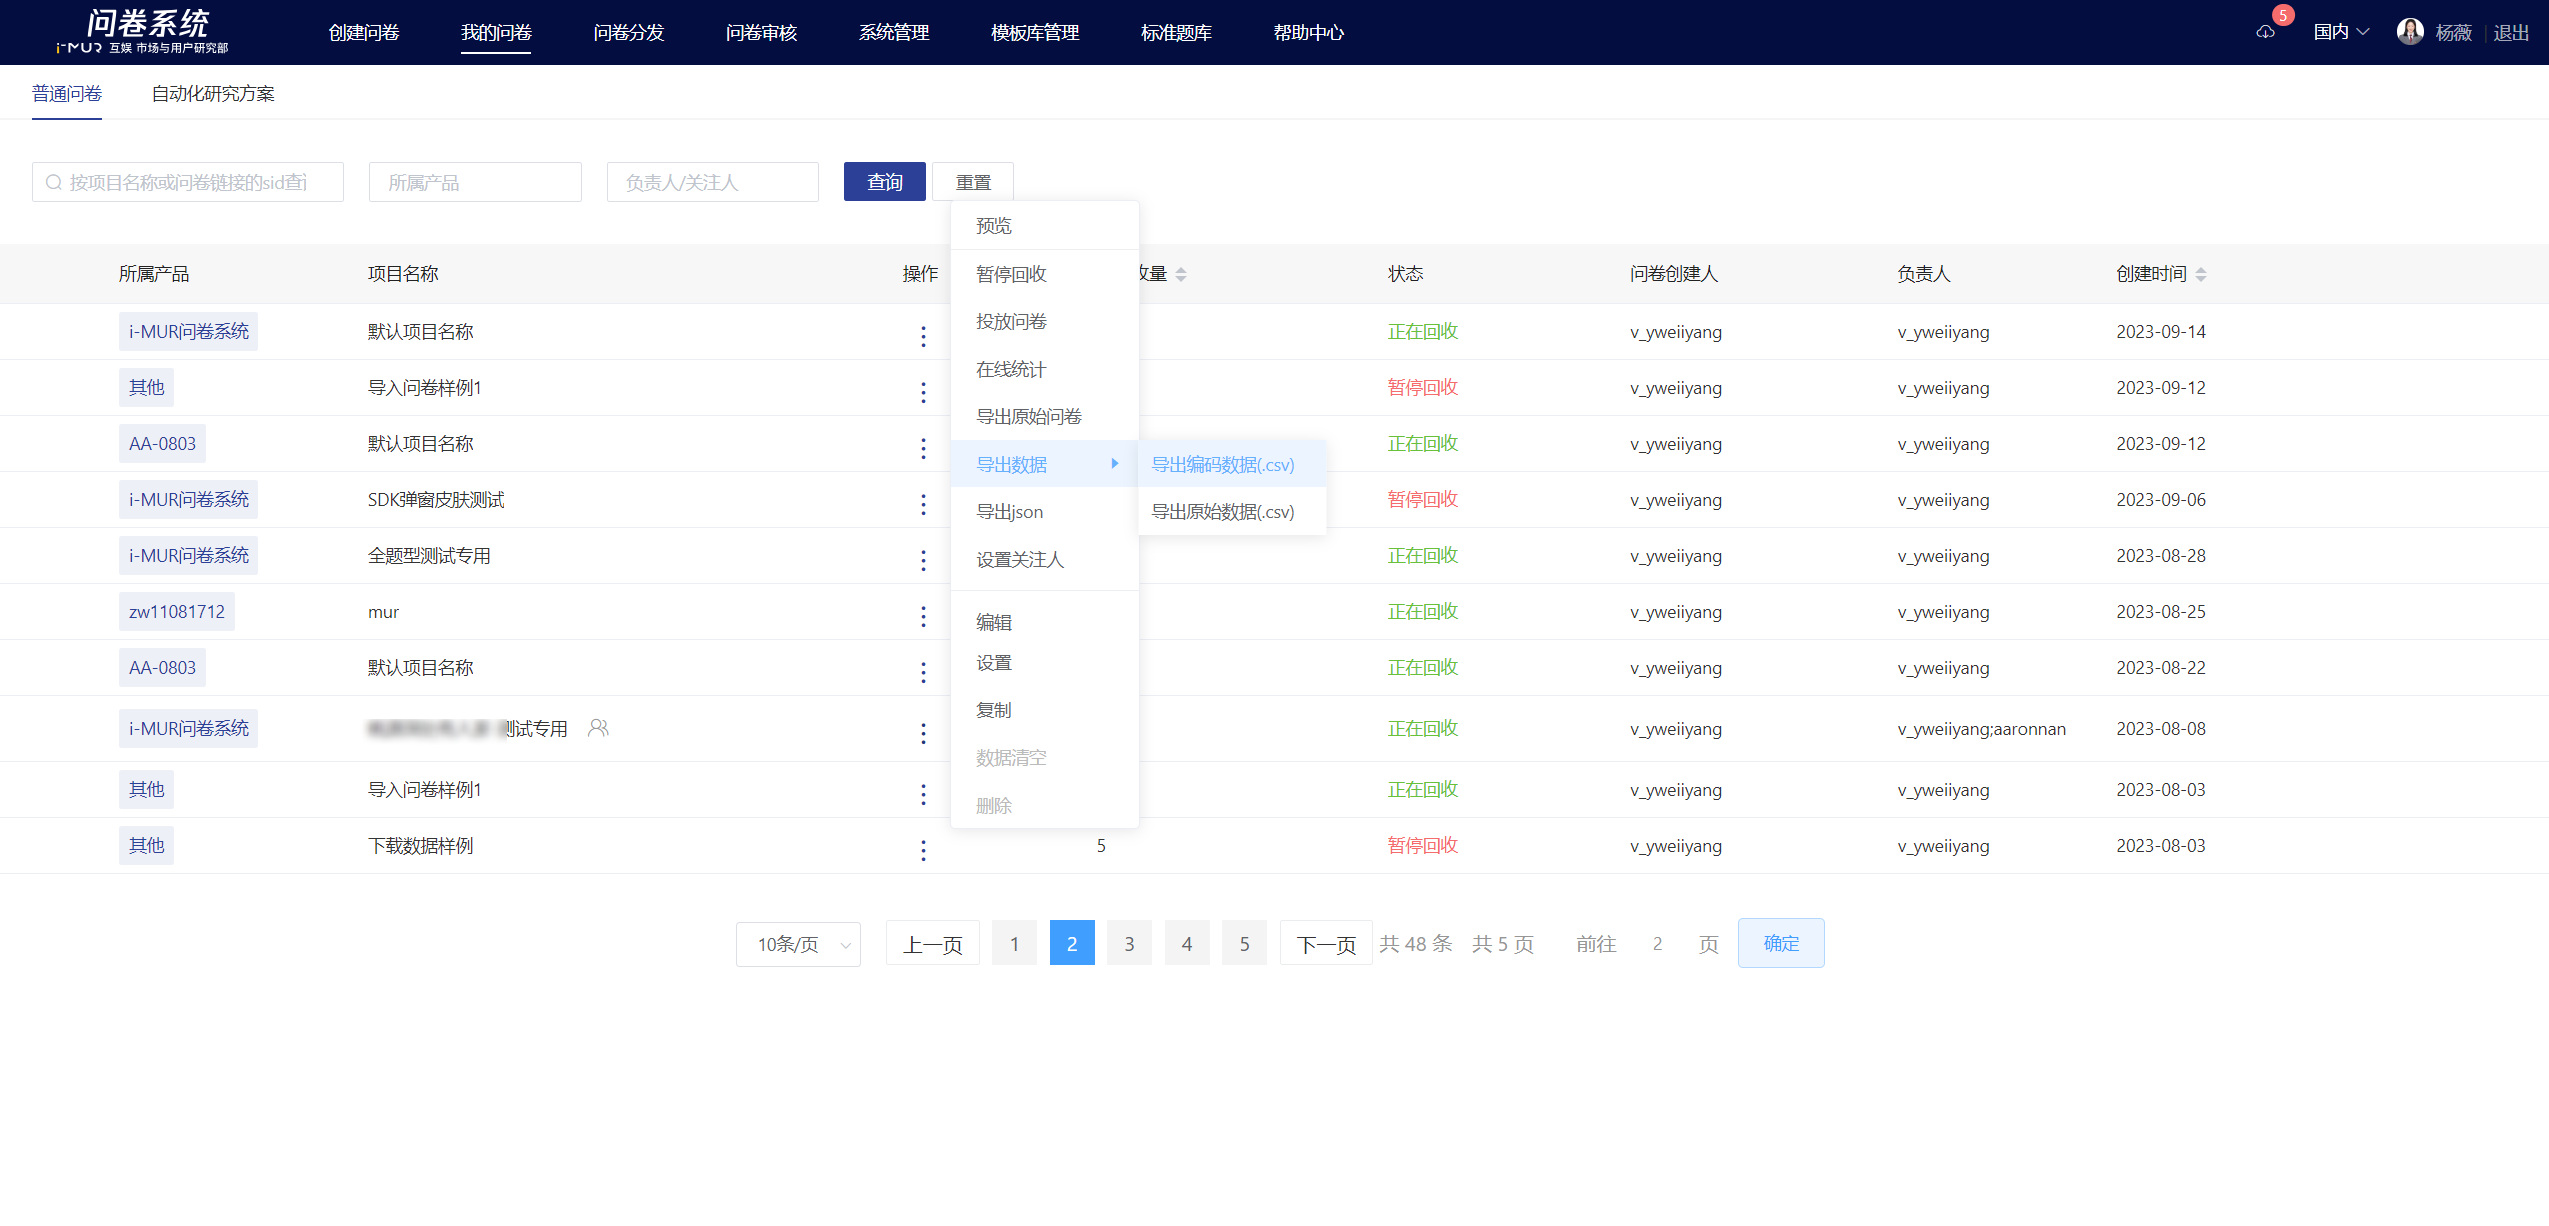 问卷系统
i-MUR 互娱 市场与用户研究部
创建问卷 我的问卷 问卷分发 问卷审核 系统管理 模板库管理 标准题库 帮助中心 5 国内 杨薇 退出
普通问卷 自动化研究方案
按项目名称或问卷链接的sid查 所属产品 负责人/关注人 查询 重置
所属产品 项目名称 操作 收量 状态 问卷创建人 负责人 创建时间
i-MUR问卷系统 默认项目名称 正在回收 v_yweiiyang v_yweiiyang 2023-09-14
其他 导入问卷样例1 暂停回收 v_yweiiyang v_yweiiyang 2023-09-12
AA-0803 默认项目名称 正在回收 v_yweiiyang v_yweiiyang 2023-09-12
i-MUR问卷系统 SDK弹窗皮肤测试 暂停回收 v_yweiiyang v_yweiiyang 2023-09-06
i-MUR问卷系统 全题型测试专用 正在回收 v_yweiiyang v_yweiiyang 2023-08-28
zw11081712 mur 正在回收 v_yweiiyang v_yweiiyang 2023-08-25
AA-0803 默认项目名称 正在回收 v_yweiiyang v_yweiiyang 2023-08-22
i-MUR问卷系统 测试专用 正在回收 v_yweiiyang v_yweiiyang;aaronnan 2023-08-08
其他 导入问卷样例1 正在回收 v_yweiiyang v_yweiiyang 2023-08-03
其他 下载数据样例 5 暂停回收 v_yweiiyang v_yweiiyang 2023-08-03
预览
暂停回收
投放问卷
在线统计
导出原始问卷
导出数据
导出json
设置关注人
编辑
设置
复制
数据清空
删除
导出编码数据(.csv)
导出原始数据(.csv)
10条/页 上一页 1 2 3 4 5 下一页 共 48 条 共 5 页 前往 2 页 确定